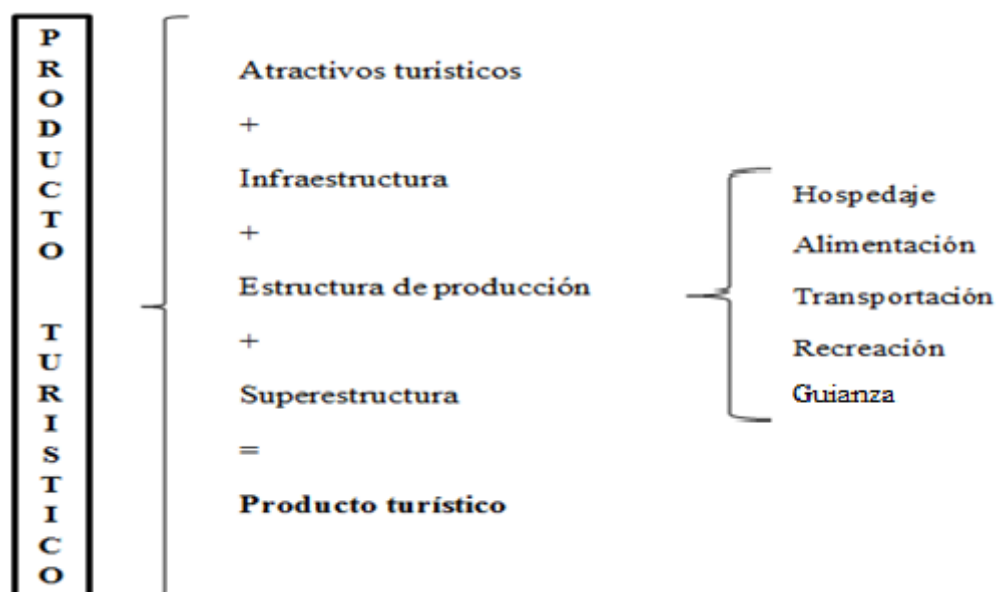 PRODUCTO TURISTICO
Atractivos turísticos
+
Infraestructura
+
Estructura de producción
+
Superestructura
=
Producto turístico
Hospedaje
Alimentación
Transportación
Recreación
Guianza